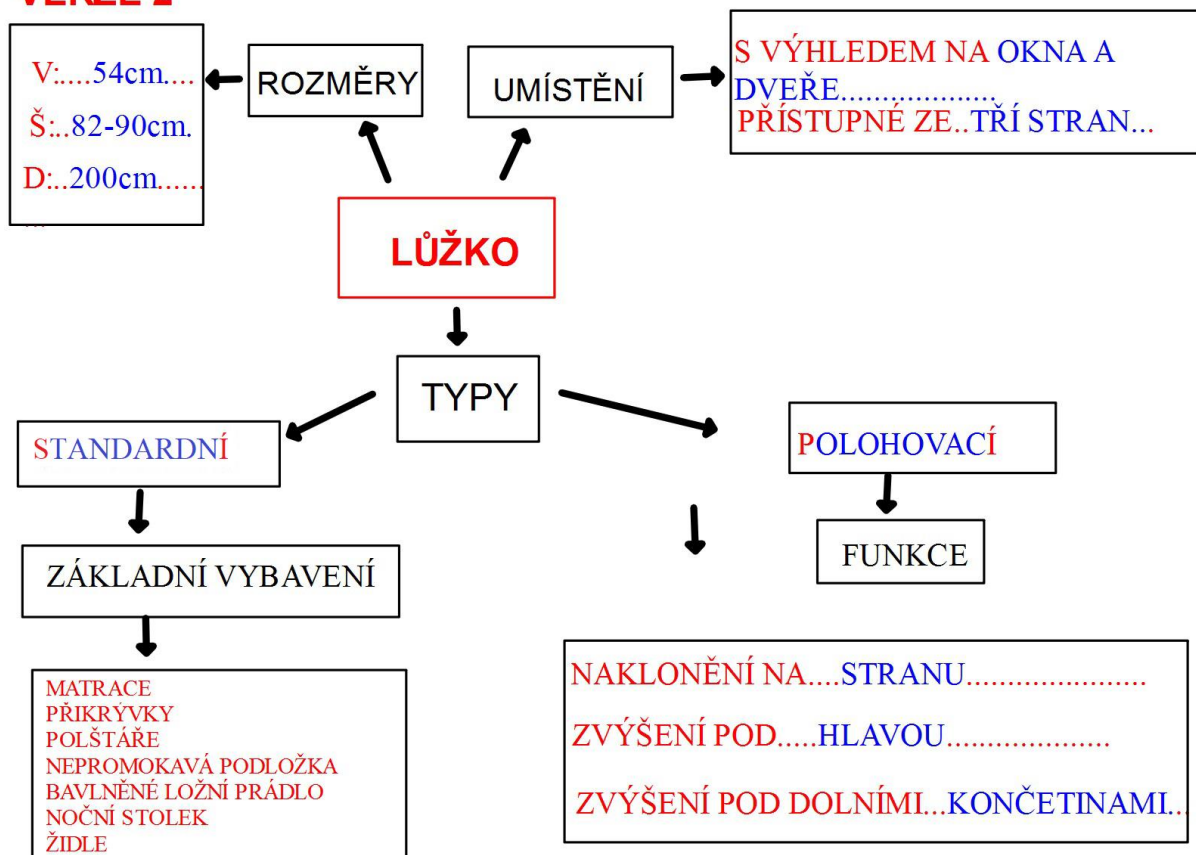 V:....54cm....
Š:..82-90cm.
D:..200cm......
...
ROZMĚRY
UMÍSTĚNÍ
S VÝHLEDEM NA OKNA A
DVEŘE..................
PŘÍSTUPNÉ ZE..TŘÍ STRAN...
LŮŽKO
TYPY
STANDARDNÍ
POLOHOVACÍ
ZÁKLADNÍ VYBAVENÍ
FUNKCE
MATRACE
PŘIKRÝVKY
POLŠTÁŘE
NEPROMOKAVÁ PODLOŽKA
BAVLNĚNÉ LOŽNÍ PRÁDLO
NOČNÍ STOLEK
ŽIDLE
NAKLONĚNÍ NA....STRANU.....................
ZVÝŠENÍ POD.....HLAVOU...................
ZVÝŠENÍ POD DOLNÍMI...KONČETINAMI...